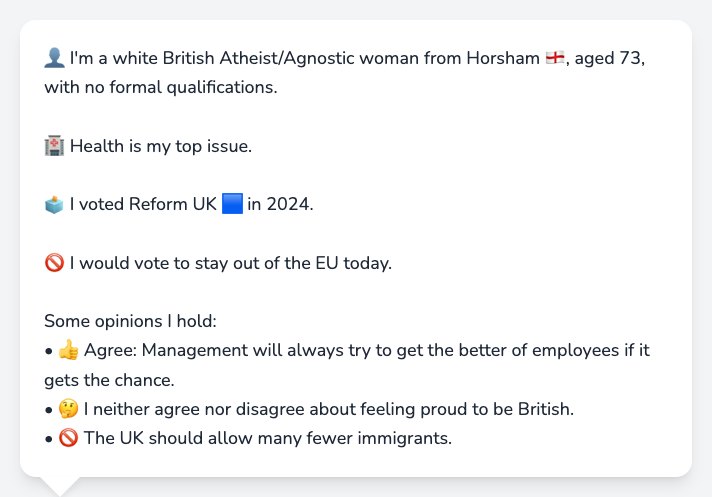 👤 I'm a white British Atheist/Agnostic woman from Horsham 🏴󠁧󠁢󠁥󠁮󠁧󠁿, aged 73,
with no formal qualifications.
🏥 Health is my top issue.
🗳️ I voted Reform UK 🟦 in 2024.
🚫 I would vote to stay out of the EU today.
Some opinions I hold:
• 👍 Agree: Management will always try to get the better of employees if it
gets the chance.
• 🤔 I neither agree nor disagree about feeling proud to be British.
• 🚫 The UK should allow many fewer immigrants.